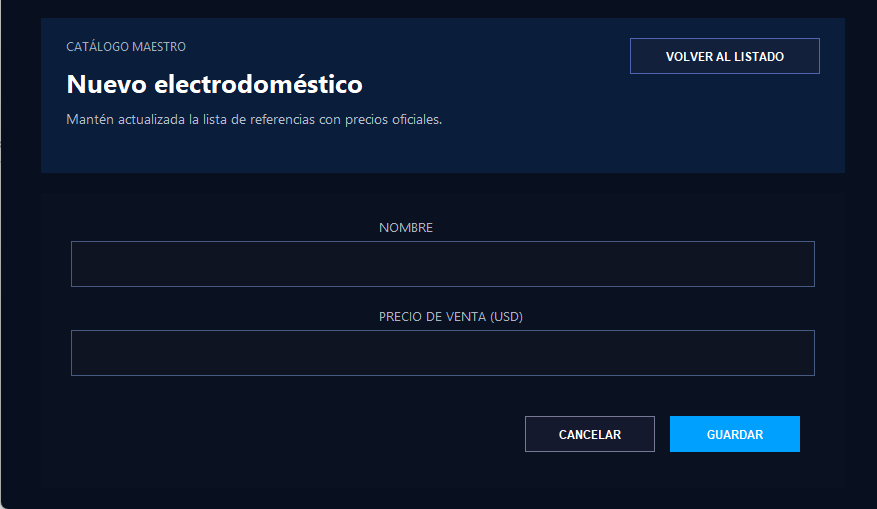 CATÁLOGO MAESTRO
VOLVER AL LISTADO
Nuevo electrodoméstico
Mantén actualizada la lista de referencias con precios oficiales.
NOMBRE
PRECIO DE VENTA (USD)
CANCELAR
GUARDAR